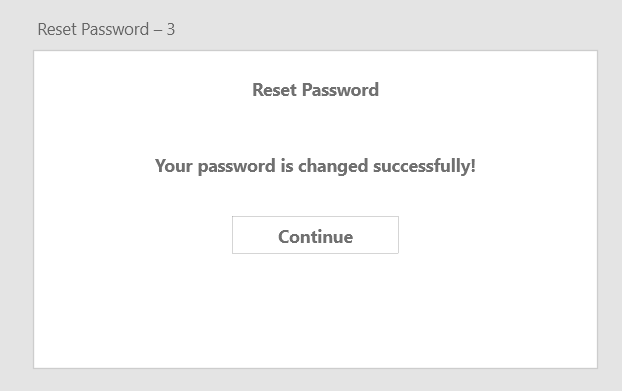 Reset Password – 3
Reset Password
Your password is changed successfully!
Continue